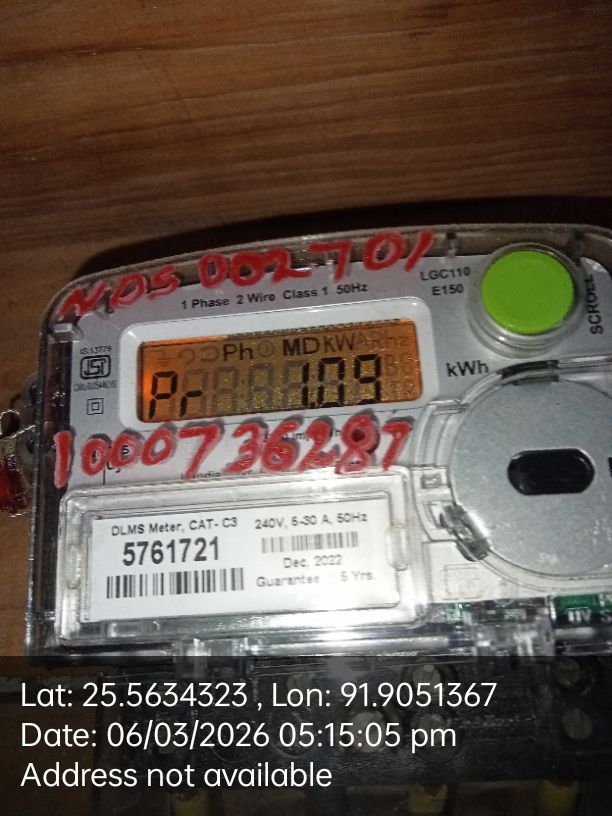 NDS 002701
1 Phase 2 Wire Class 1 50Hz
LGC110
E150
SCROLL
IS:13779
Ph MD kW
Pr 1.09
kWh
1000736287
DLMS Meter, CAT- C3
240V, 5-30 A, 50Hz
5761721
Dec. 2022
Guarantee : 5 Yrs.
Lat: 25.5634323 , Lon: 91.9051367
Date: 06/03/2026 05:15:05 pm
Address not available